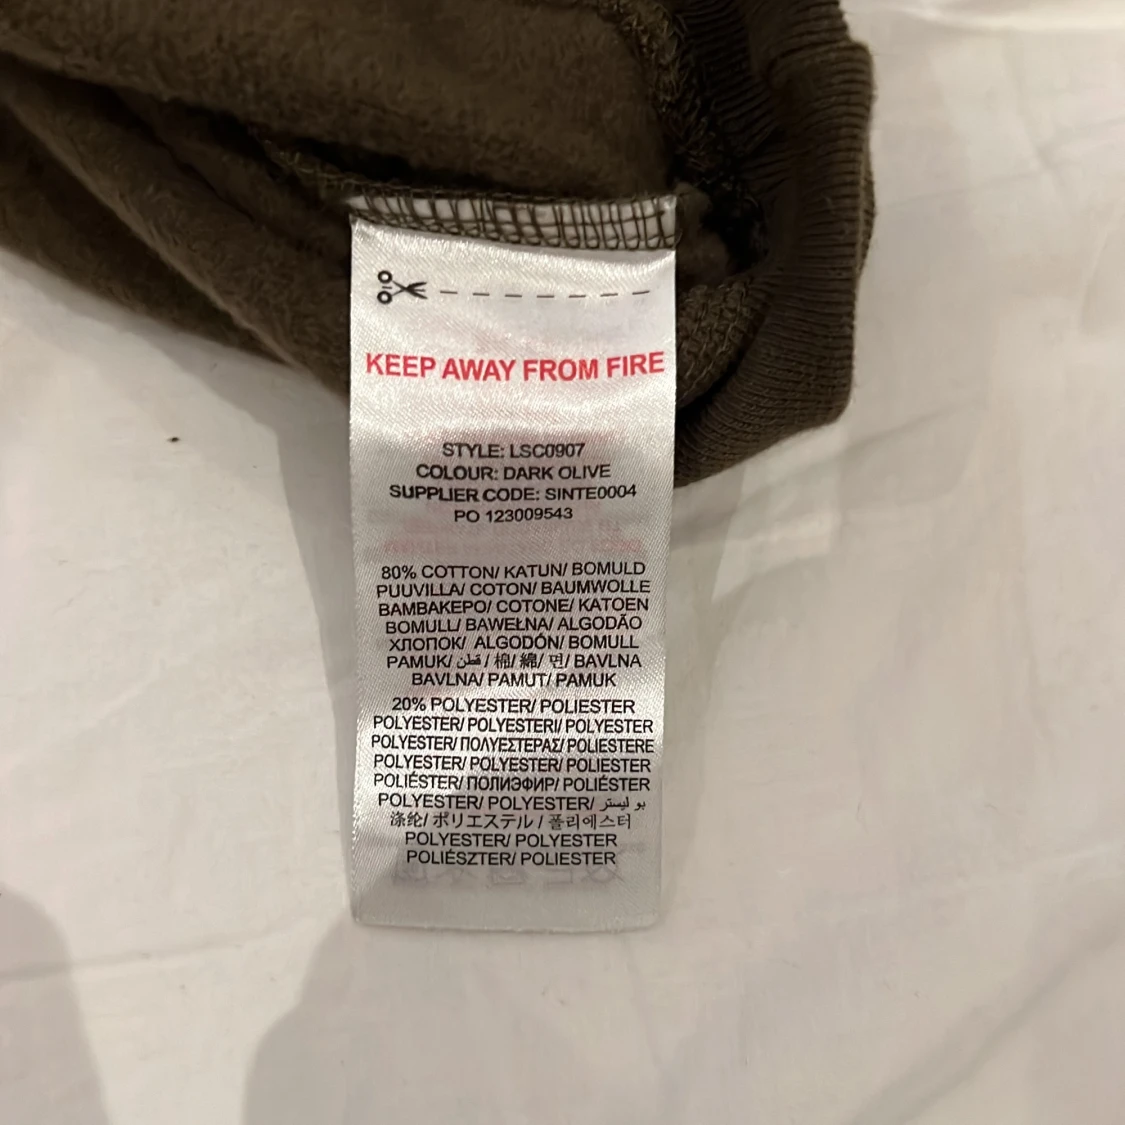 KEEP AWAY FROM FIRE
STYLE: LSC0907
COLOUR: DARK OLIVE
SUPPLIER CODE: SINTE0004
PO 123009543
80% COTTON/ KATUN/ BOMULD
PUUVILLA/ COTON/ BAUMWOLLE
BAMBAKEPO/ COTONE/ KATOEN
BOMULL/ BAWEŁNA/ ALGODÃO
ХЛОПОК/ ALGODÓN/ BOMULL
PAMUK/ قطن / 棉/ 綿/ 면/ BAVLNA
BAVLNA/ PAMUT/ PAMUK
20% POLYESTER/ POLIESTER
POLYESTER/ POLYESTERI/ POLYESTER
POLYESTER/ ΠΟΛΥΕΣΤΕΡΑΣ/ POLIESTERE
POLYESTER/ POLYESTER/ POLIESTER
POLIÉSTER/ ПОЛИЭФИР/ POLIÉSTER
POLYESTER/ POLYESTER/ بو ليستر
涤纶/ ポリエステル / 폴리에스터
POLYESTER/ POLYESTER
POLIÉSZTER/ POLIESTER